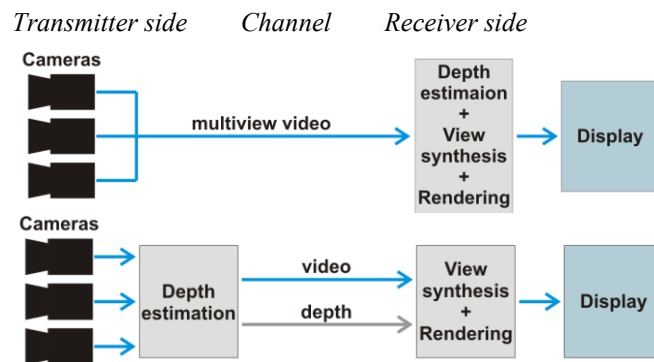 Transmitter side Channel Receiver side
Cameras
multiview video
Depth
estimaion
+
View
synthesis
+
Rendering
Display
Cameras
Depth
estimation
video
depth
View
synthesis
+
Rendering
Display